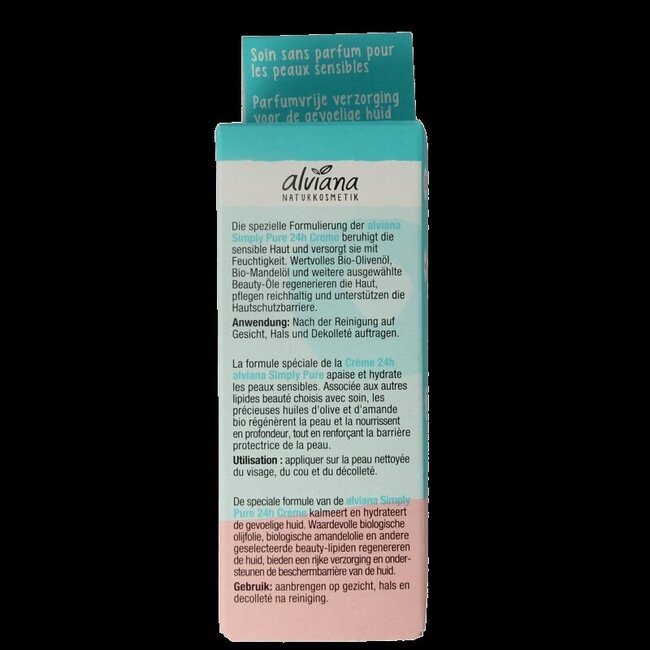 Soin sans parfum pour
les peaux sensibles
Parfumvrije verzorging
voor de gevoelige huid
alviana
NATURKOSMETIK
Die spezielle Formulierung der alviana
Simply Pure 24h Creme beruhigt die
sensible Haut und versorgt sie mit
Feuchtigkeit. Wertvolles Bio-Olivenöl,
Bio-Mandelöl und weitere ausgewählte
Beauty-Öle regenerieren die Haut,
pflegen reichhaltig und unterstützen die
Hautschutzbarriere.
Anwendung: Nach der Reinigung auf
Gesicht, Hals und Dekolleté auftragen.
La formule spéciale de la Crème 24h
alviana Simply Pure apaise et hydrate
les peaux sensibles. Associée aux autres
lipides beauté choisis avec soin, les
précieuses huiles d'olive et d'amande
bio régénèrent la peau et la nourrissent
en profondeur, tout en renforçant la barrière
protectrice de la peau.
Utilisation : appliquer sur la peau nettoyée
du visage, du cou et du décolleté.
De speciale formule van de alviana Simply
Pure 24h Crème kalmeert en hydrateert
de gevoelige huid. Waardevolle biologische
olijfolie, biologische amandelolie en andere
geselecteerde beauty-lipiden regenereren
de huid, bieden een rijke verzorging en onder-
steunen de beschermbarrière van de huid.
Gebruik: aanbrengen op gezicht, hals en
decolleté na reiniging.